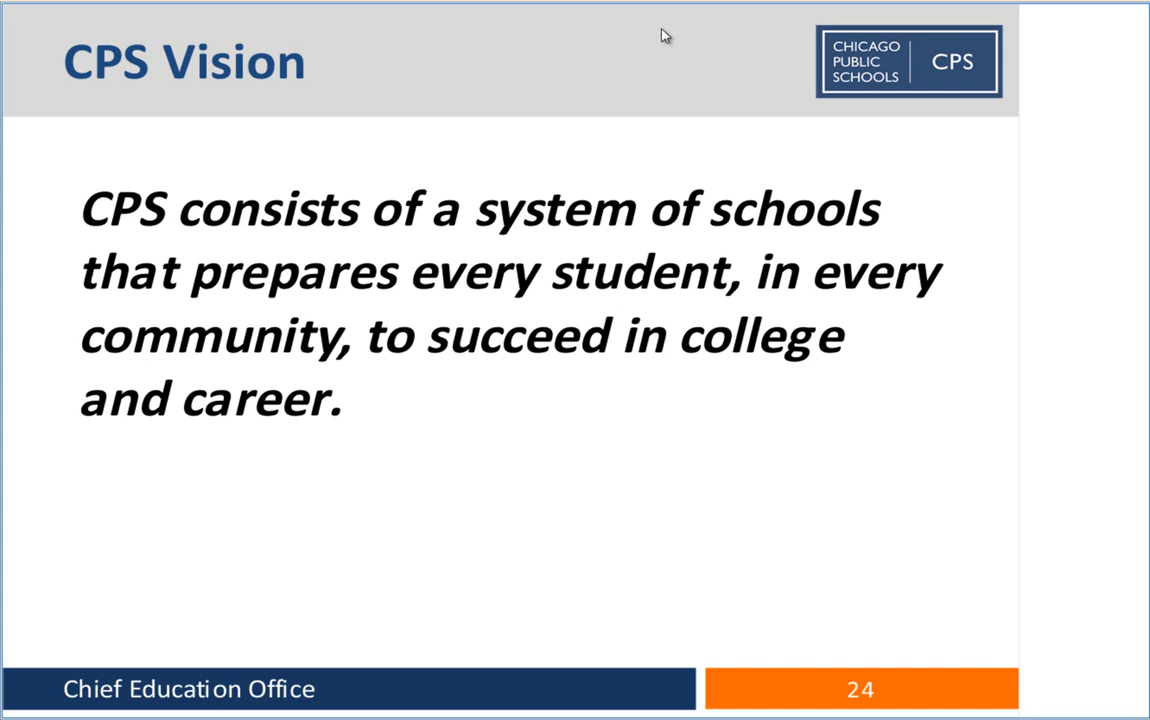 CPS Vision
CHICAGO
PUBLIC
SCHOOLS
CPS
CPS consists of a system of schools
that prepares every student, in every
community, to succeed in college
and career.
Chief Education Office
24